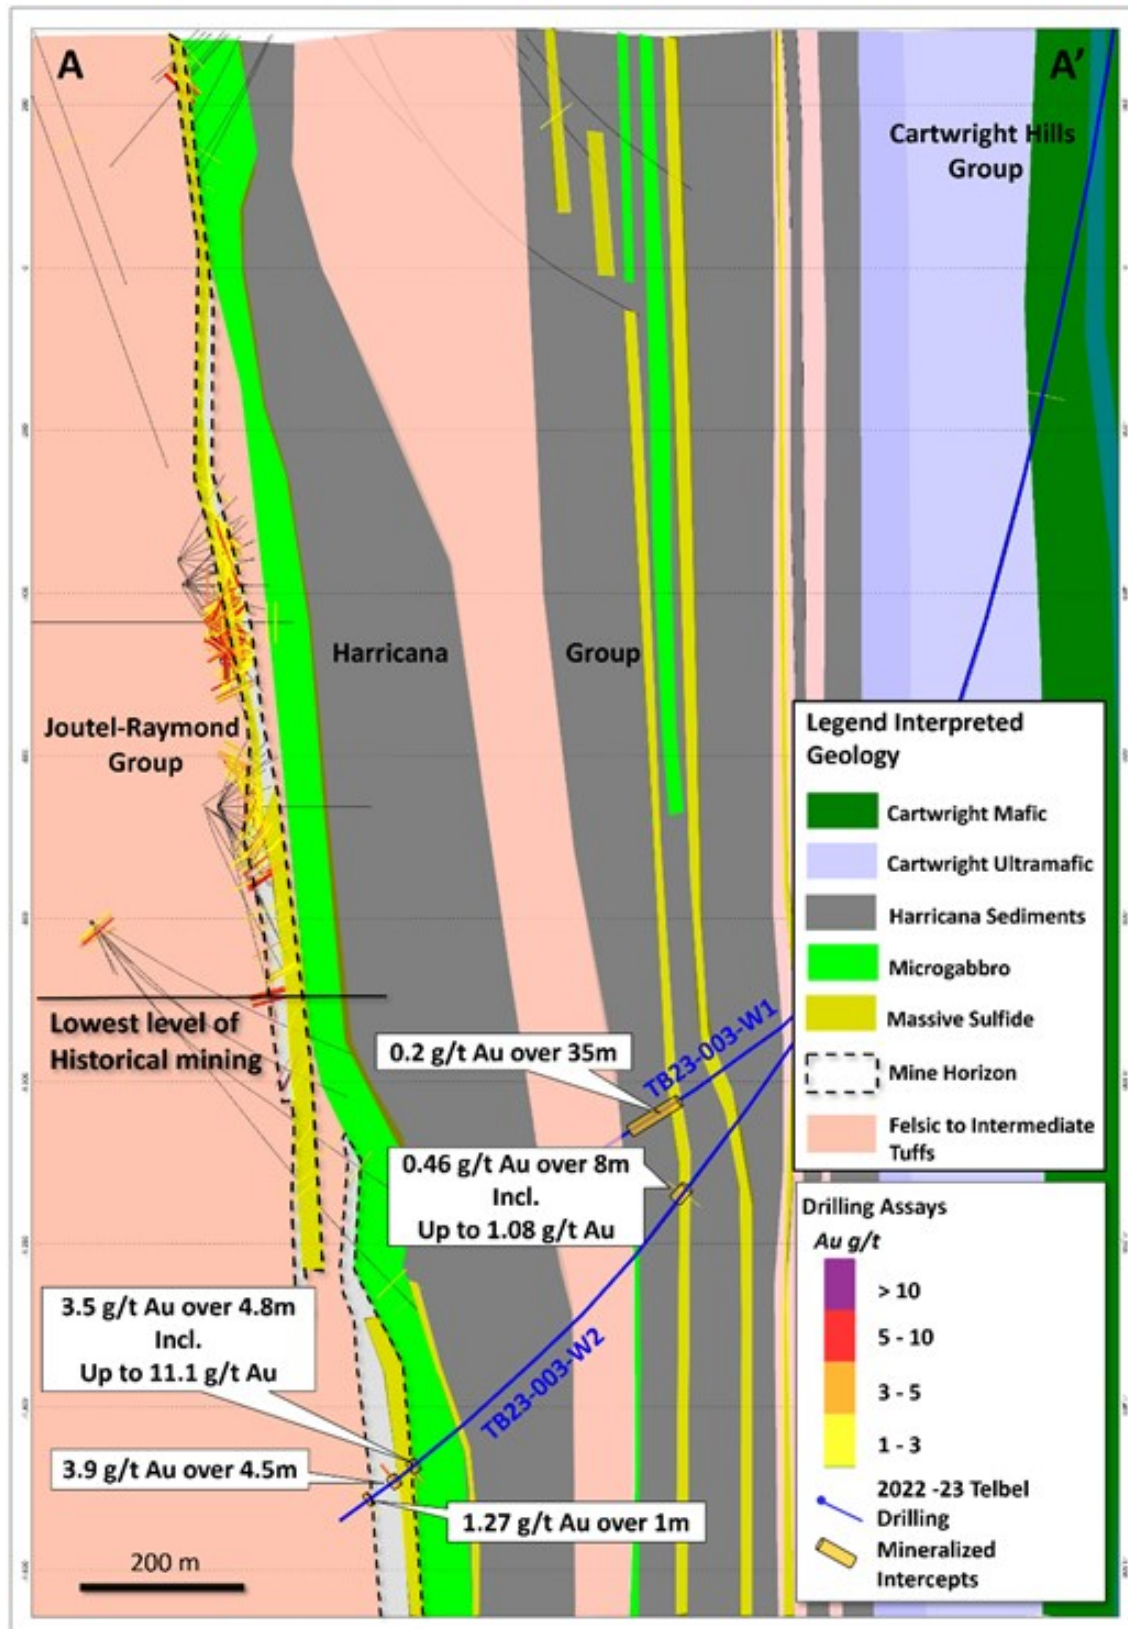 A
A'
Cartwright Hills
Group
Harricana
Group
Joutel-Raymond
Group
Lowest level of
Historical mining
Legend Interpreted
Geology
Cartwright Mafic
Cartwright Ultramafic
Harricana Sediments
Microgabbro
Massive Sulfide
Mine Horizon
Felsic to Intermediate
Tuffs
TB23-003-W1
0.2 g/t Au over 35m
0.46 g/t Au over 8m
Incl.
Up to 1.08 g/t Au
Drilling Assays
Au g/t
> 10
5 - 10
3 - 5
1 - 3
2022 -23 Telbel
Drilling
Mineralized
Intercepts
3.5 g/t Au over 4.8m
Incl.
Up to 11.1 g/t Au
TB23-003-W2
3.9 g/t Au over 4.5m
1.27 g/t Au over 1m
200 m